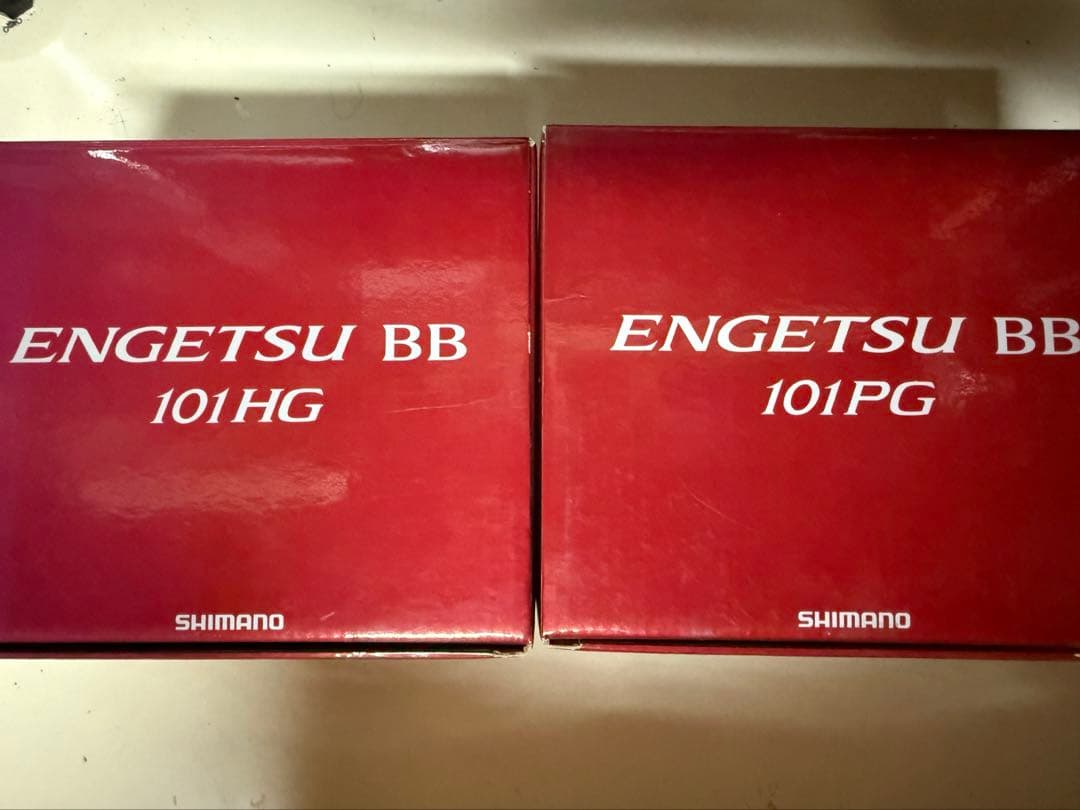 ENGETSU BB
101HG
SHIMANO
ENGETSU BB
101PG
SHIMANO